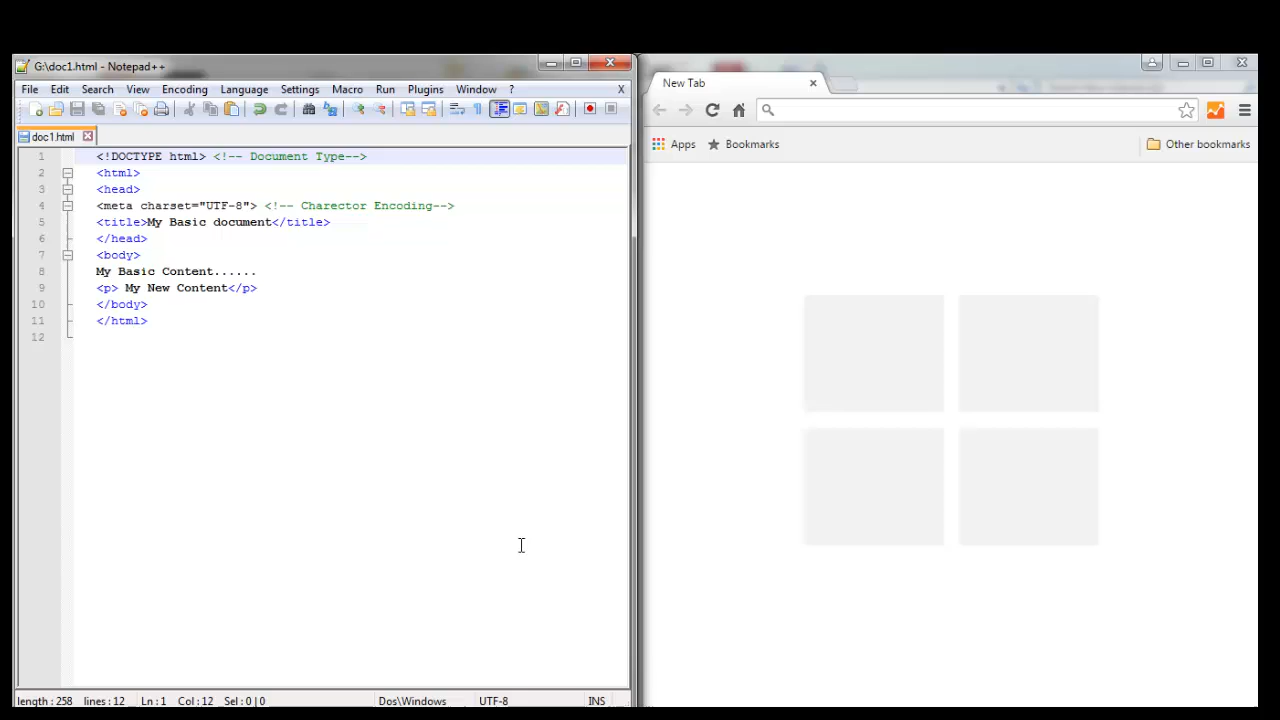 G:\doc1.html - Notepad++
File Edit Search View Encoding Language Settings Macro Run Plugins Window ? X
doc1.html
1 <!DOCTYPE html> <!-- Document Type-->
2 <html>
3 <head>
4 <meta charset="UTF-8"> <!-- Charector Encoding-->
5 <title>My Basic document</title>
6 </head>
7 <body>
8 My Basic Content......
9 <p> My New Content</p>
10 </body>
11 </html>
12
length : 258 lines : 12 Ln : 1 Col : 12 Sel : 0 | 0 Dos\Windows UTF-8 INS
New Tab
Apps Bookmarks Other bookmarks